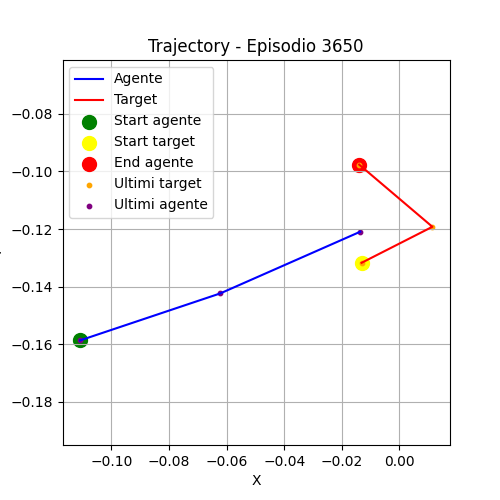 Trajectory - Episodio 3650
Agente
Target
Start agente
Start target
End agente
Ultimi target
Ultimi agente
−0.08
−0.10
−0.12
−0.14
−0.16
−0.18
−0.10
−0.08
−0.06
−0.04
−0.02
0.00
X